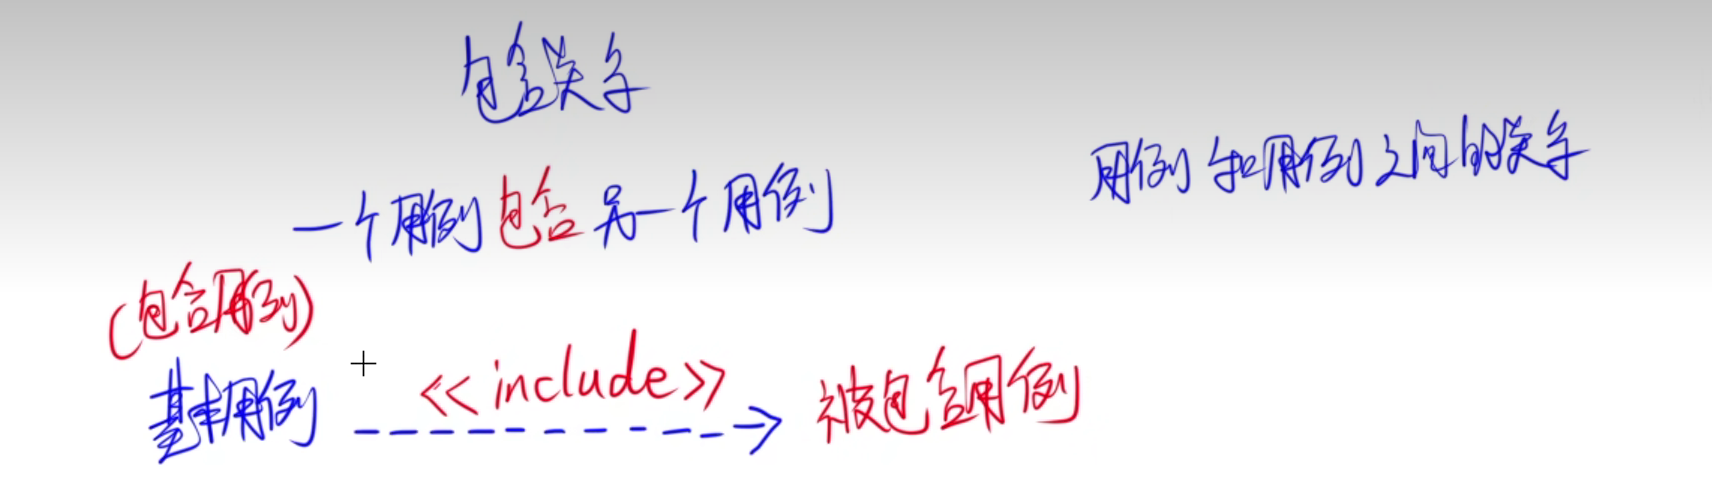 包含关系
用例和用例之间的关系
一个用例包含另一个用例
(包含用例)
<<include>>
基本用例 被包含用例